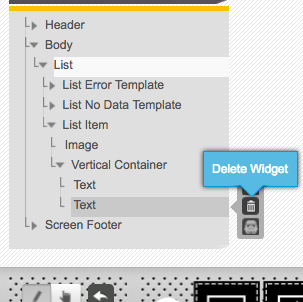 Header
Body
List
List Error Template
List No Data Template
List Item
Image
Vertical Container
Delete Widget
Text
Text
Screen Footer